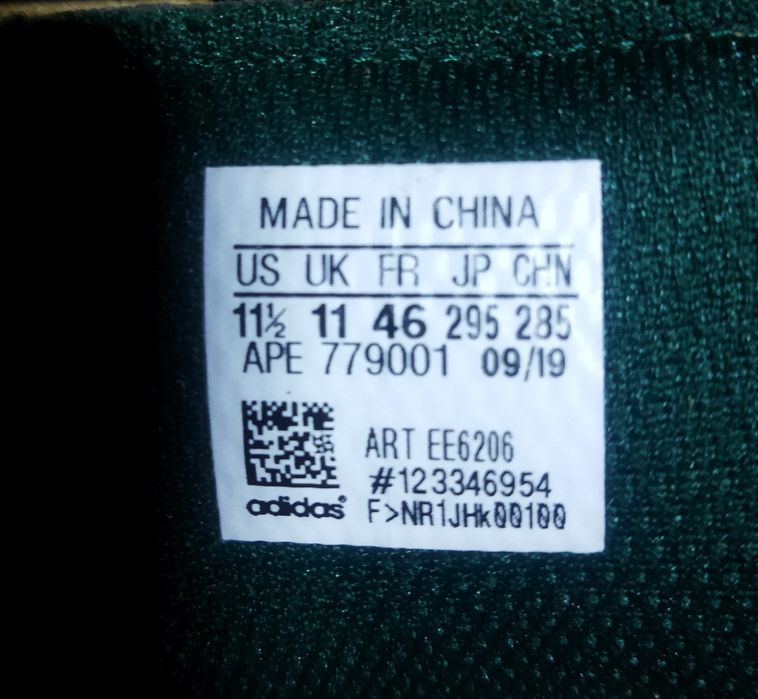 MADE IN CHINA
US UK FR JP CHN
11½ 11 46 295 285
APE 779001 09/19
ART EE6206
#123346954
adidas® F>NR1JHk00100